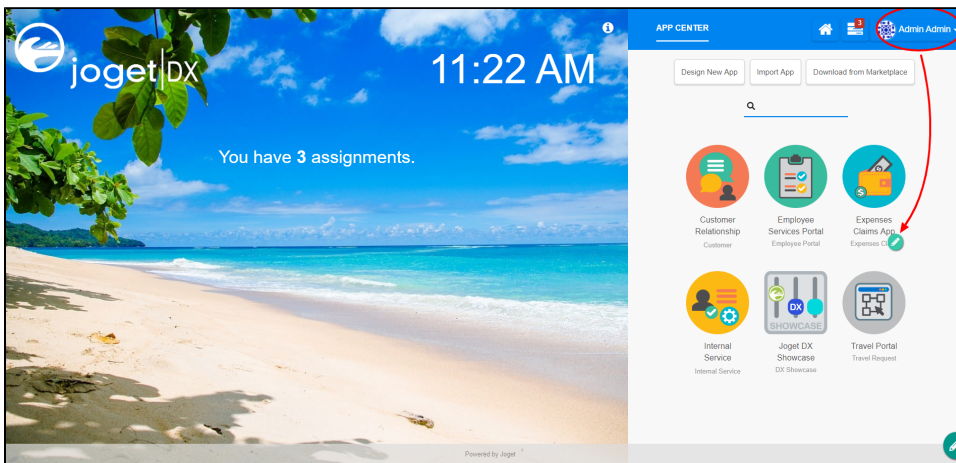 joget DX
11:22 AM
You have 3 assignments.
APP CENTER
3
Admin Admin
Design New App
Import App
Download from Marketplace
Customer
Relationship
Customer
Employee
Services Portal
Employee Portal
$
Expenses
Claims App
Expenses
Internal
Service
Internal Service
DX
SHOWCASE
Joget DX
Showcase
DX Showcase
Travel Portal
Travel Request
Powered by Joget